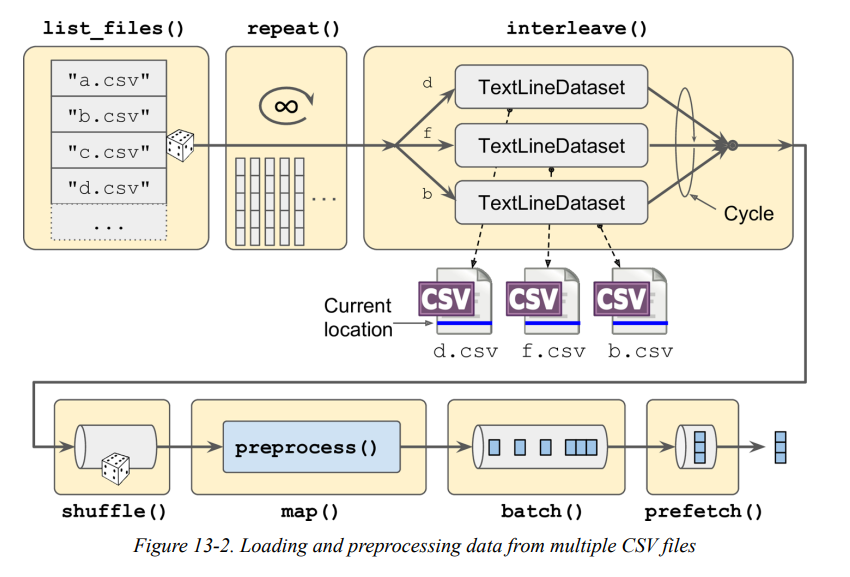 list_files()
repeat()
interleave()
"a.csv"
"b.csv"
"c.csv"
"d.csv"
...
∞
...
d
f
b
TextLineDataset
TextLineDataset
TextLineDataset
Cycle
Current
location
CSV
CSV
CSV
d.csv
f.csv
b.csv
preprocess()
shuffle()
map()
batch()
prefetch()
Figure 13-2. Loading and preprocessing data from multiple CSV files